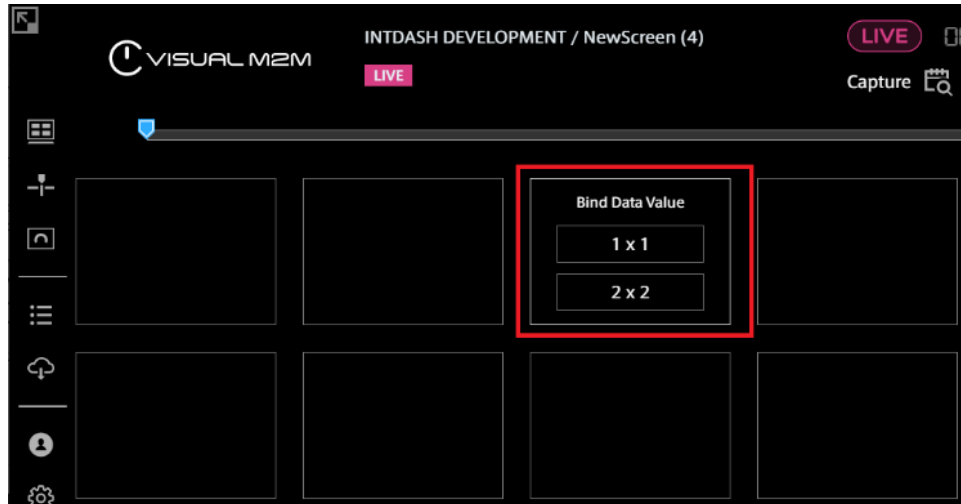 VISUAL M2M
INTDASH DEVELOPMENT / NewScreen (4)
LIVE
LIVE
Capture
Bind Data Value
1 x 1
2 x 2